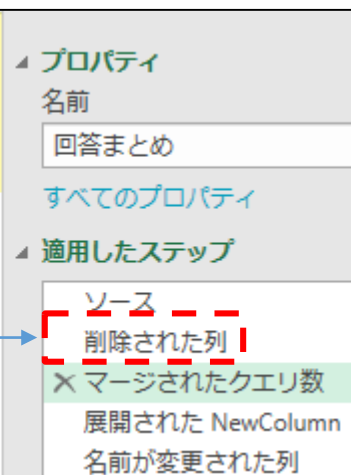 プロパティ
名前
回答まとめ
すべてのプロパティ
適用したステップ
ソース
削除された列
マージされたクエリ数
展開された NewColumn
名前が変更された列